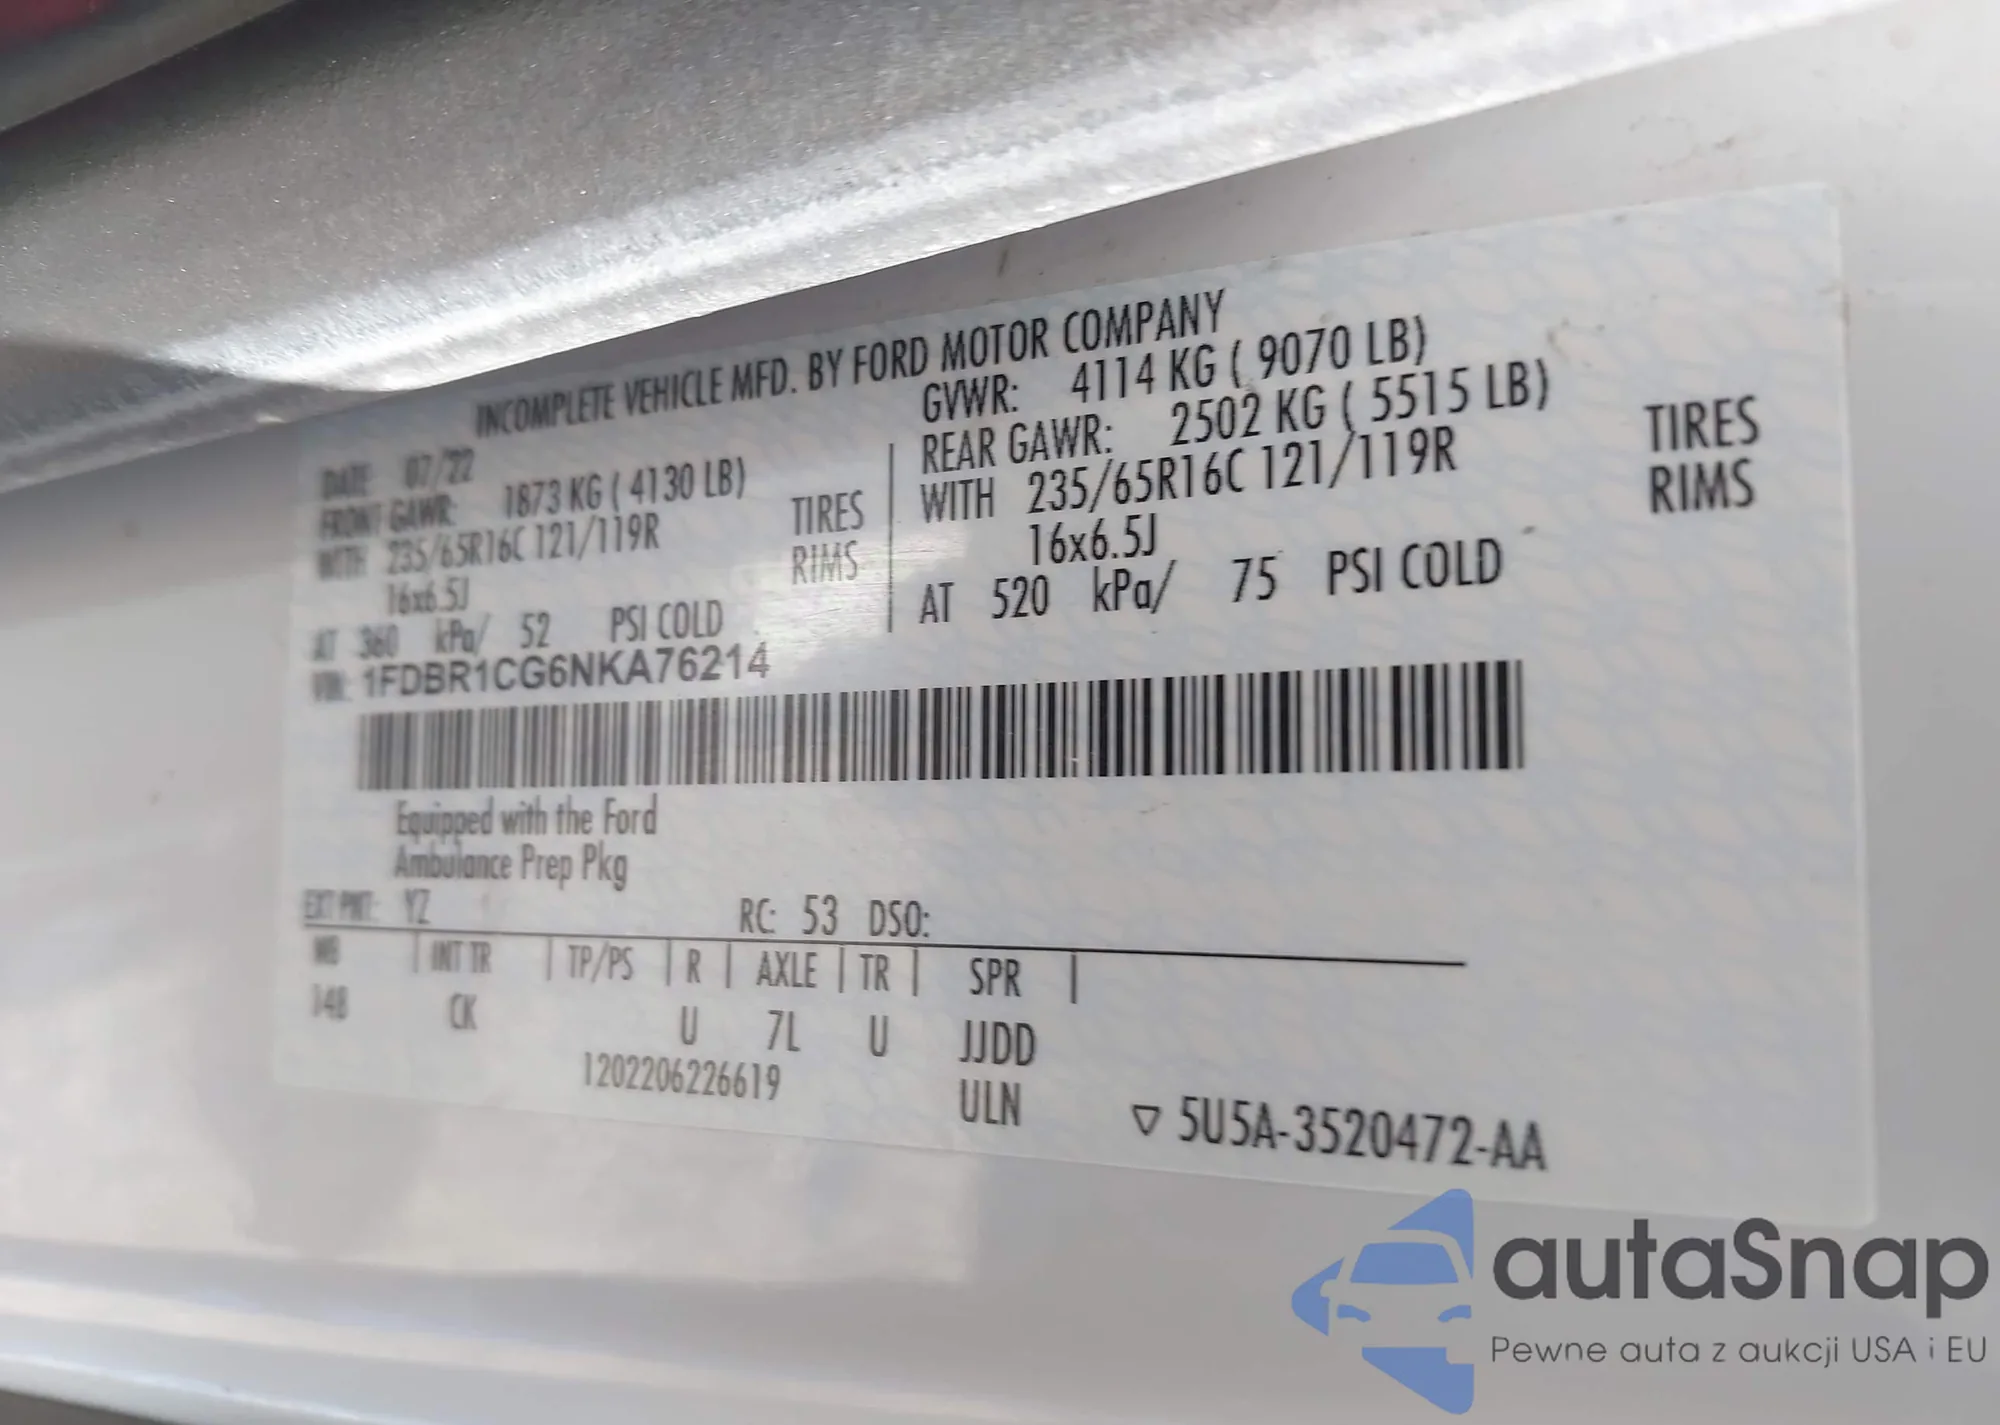 INCOMPLETE VEHICLE MFD. BY FORD MOTOR COMPANY
DATE 07/22
GVWR: 4114 KG ( 9070 LB)
FRONT GAWR: 1873 KG ( 4130 LB)
REAR GAWR: 2502 KG ( 5515 LB)
WITH 235/65R16C 121/119R TIRES
WITH 235/65R16C 121/119R TIRES
16x6.5J RIMS
16x6.5J RIMS
AT 360 kPa/ 52 PSI COLD
AT 520 kPa/ 75 PSI COLD
VIN: 1FDBR1CG6NKA76214
Equipped with the Ford
Ambulance Prep Pkg
EXT PNT: YZ RC: 53 DSO:
WB | INT TR | TP/PS | R | AXLE | TR | SPR |
148 CK U 7L U JJDD
1202206226619 ULN ▽ 5U5A-3520472-AA
autaSnap
Pewne auta z aukcji USA i EU